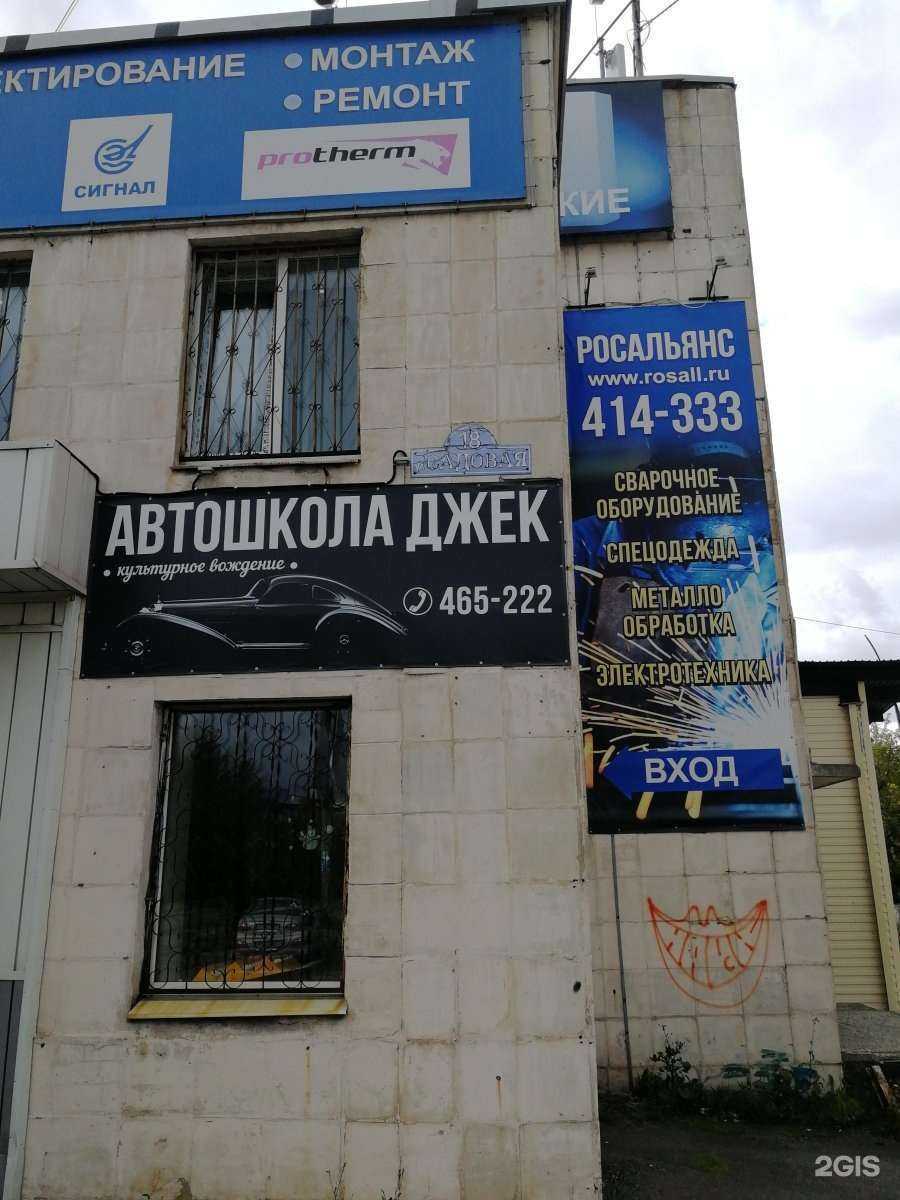 ЕКТИРОВАНИЕ
• МОНТАЖ
• РЕМОНТ
СИГНАЛ
protherm
КИЕ
РОСАЛЬЯНС
www.rosall.ru
414-333
СВАРОЧНОЕ
ОБОРУДОВАНИЕ
СПЕЦОДЕЖДА
МЕТАЛЛО
ОБРАБОТКА
ЭЛЕКТРОТЕХНИКА
ВХОД
18
САДОВАЯ
АВТОШКОЛА ДЖЕК
• культурное вождение •
465-222
2GIS